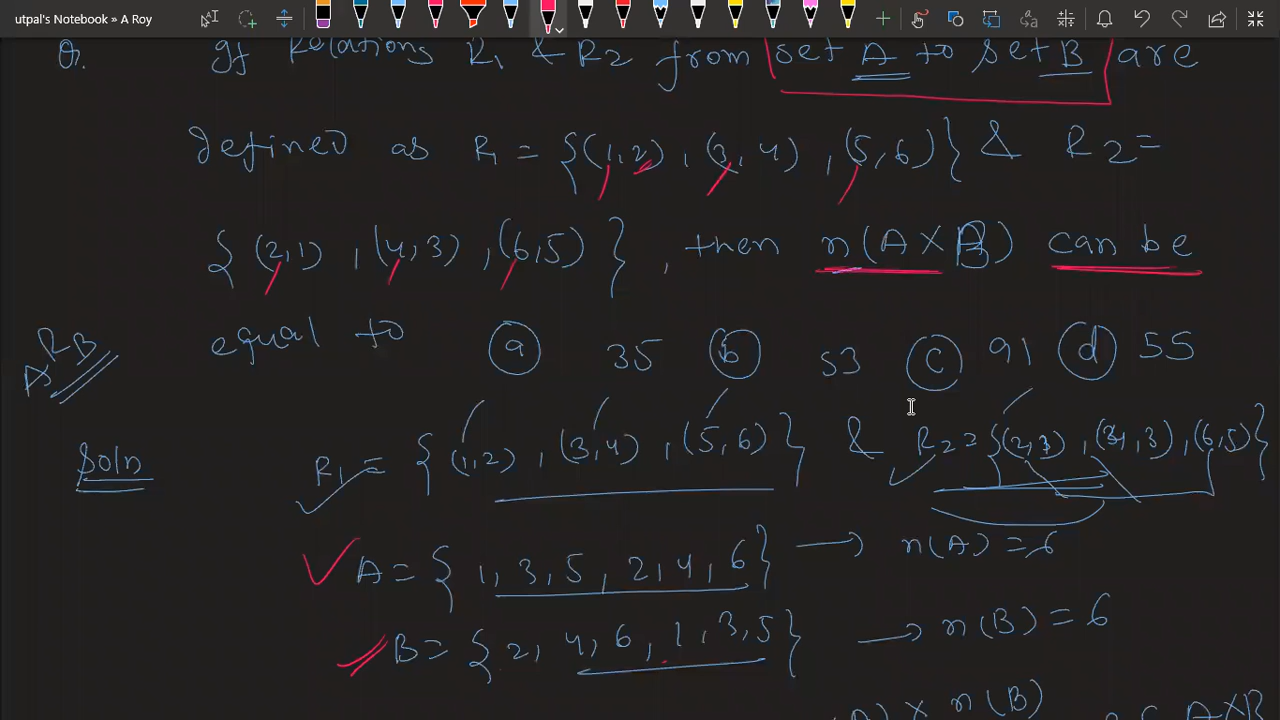 utpal's Notebook » A Roy
Q. If Relations R1 & R2 from set A to set B are
defined as R1 = {(1,2), (3,4), (5,6)} & R2 =
{(2,1), (4,3), (6,5)}, then n(A×B) can be
equal to (a) 35 (b) 53 (c) 91 (d) 55
A RB
Soln R1 = {(1,2), (3,4), (5,6)} & R2 = {(2,1), (4,3), (6,5)}
A = {1, 3, 5, 2, 4, 6} → n(A) = 6
B = {2, 4, 6, 1, 3, 5} → n(B) = 6
× n(B)